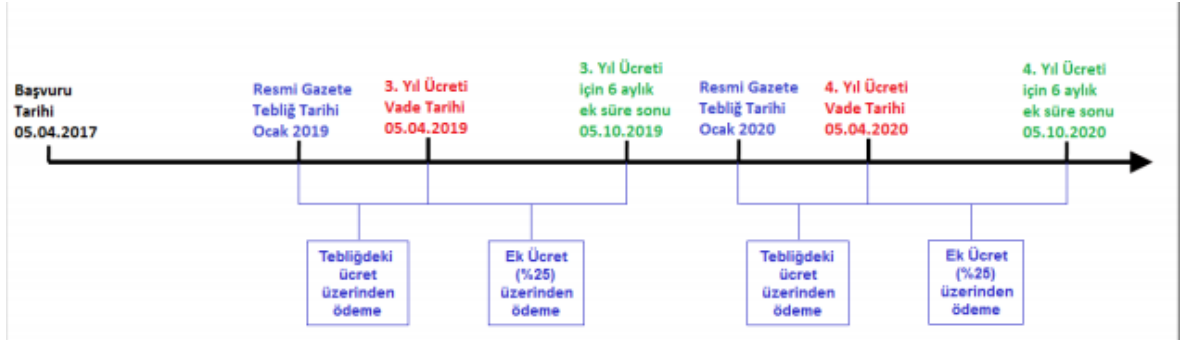 Başvuru
Tarihi
05.04.2017
Resmi Gazete
Tebliğ Tarihi
Ocak 2019
3. Yıl Ücreti
Vade Tarihi
05.04.2019
3. Yıl Ücreti
için 6 aylık
ek süre sonu
05.10.2019
Resmi Gazete
Tebliğ Tarihi
Ocak 2020
4. Yıl Ücreti
Vade Tarihi
05.04.2020
4. Yıl Ücreti
için 6 aylık
ek süre sonu
05.10.2020
Tebliğdeki
ücret
üzerinden
ödeme
Ek Ücret
(%25)
üzerinden
ödeme
Tebliğdeki
ücret
üzerinden
ödeme
Ek Ücret
(%25)
üzerinden
ödeme